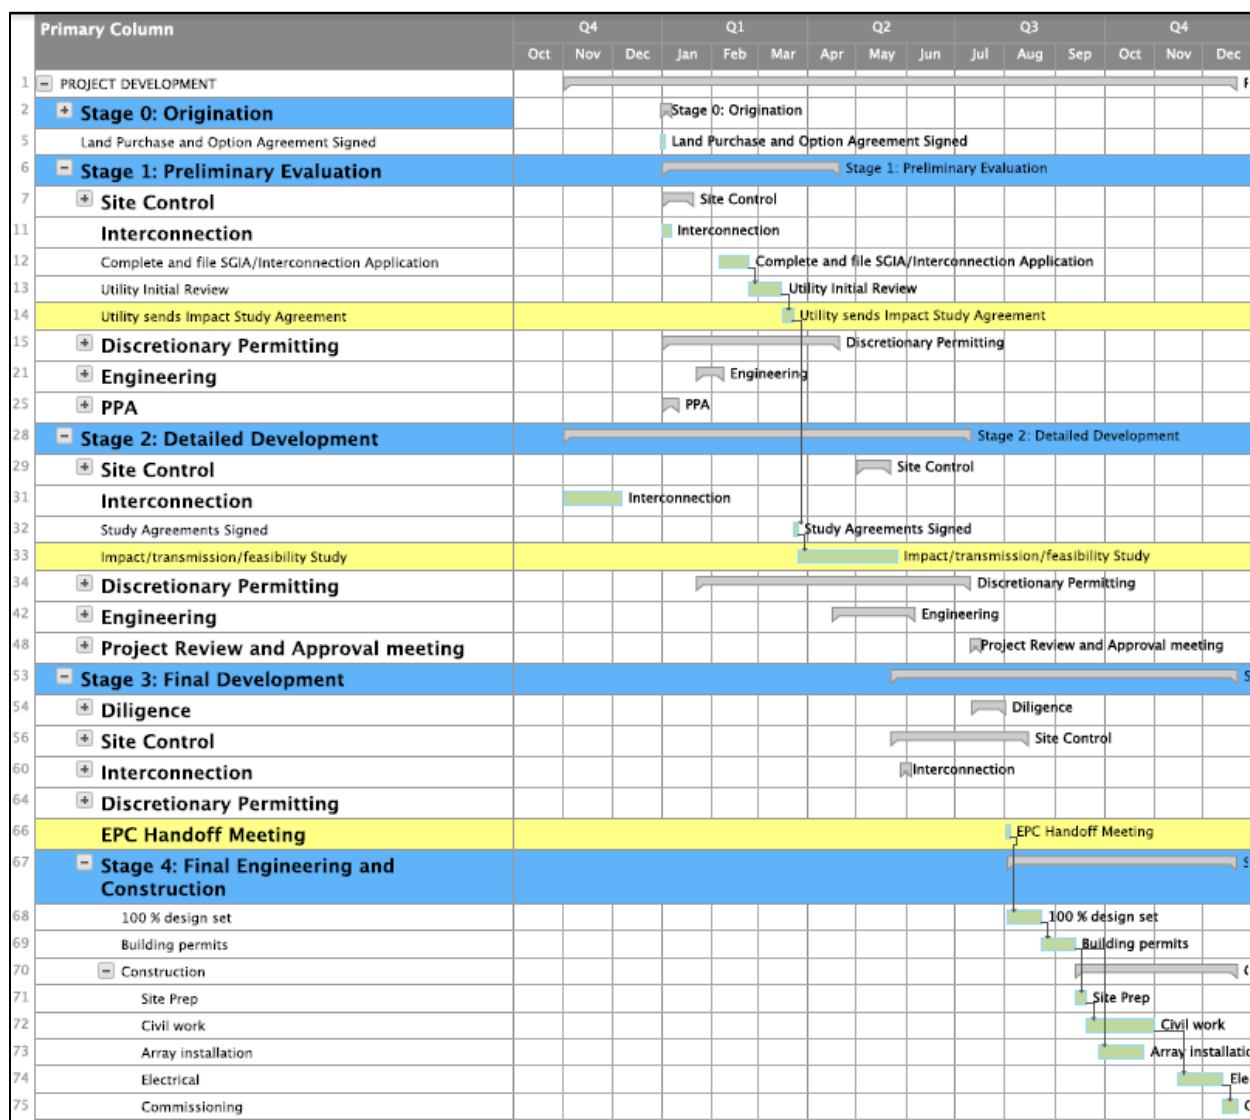 Primary Column Q4 Q1 Q2 Q3 Q4
Oct Nov Dec Jan Feb Mar Apr May Jun Jul Aug Sep Oct Nov Dec
1 PROJECT DEVELOPMENT
2 Stage 0: Origination Stage 0: Origination
5 Land Purchase and Option Agreement Signed Land Purchase and Option Agreement Signed
6 Stage 1: Preliminary Evaluation Stage 1: Preliminary Evaluation
7 Site Control Site Control
11 Interconnection Interconnection
12 Complete and file SGIA/Interconnection Application Complete and file SGIA/Interconnection Application
13 Utility Initial Review Utility Initial Review
14 Utility sends Impact Study Agreement Utility sends Impact Study Agreement
15 Discretionary Permitting Discretionary Permitting
21 Engineering Engineering
25 PPA PPA
28 Stage 2: Detailed Development Stage 2: Detailed Development
29 Site Control Site Control
31 Interconnection Interconnection
32 Study Agreements Signed Study Agreements Signed
33 Impact/transmission/feasibility Study Impact/transmission/feasibility Study
34 Discretionary Permitting Discretionary Permitting
42 Engineering Engineering
48 Project Review and Approval meeting Project Review and Approval meeting
53 Stage 3: Final Development S
54 Diligence Diligence
56 Site Control Site Control
60 Interconnection Interconnection
64 Discretionary Permitting
66 EPC Handoff Meeting EPC Handoff Meeting
67 Stage 4: Final Engineering and S
Construction
68 100 % design set 100 % design set
69 Building permits Building permits
70 Construction
71 Site Prep Site Prep
72 Civil work Civil work
73 Array installation Array installatio
74 Electrical Ele
75 Commissioning